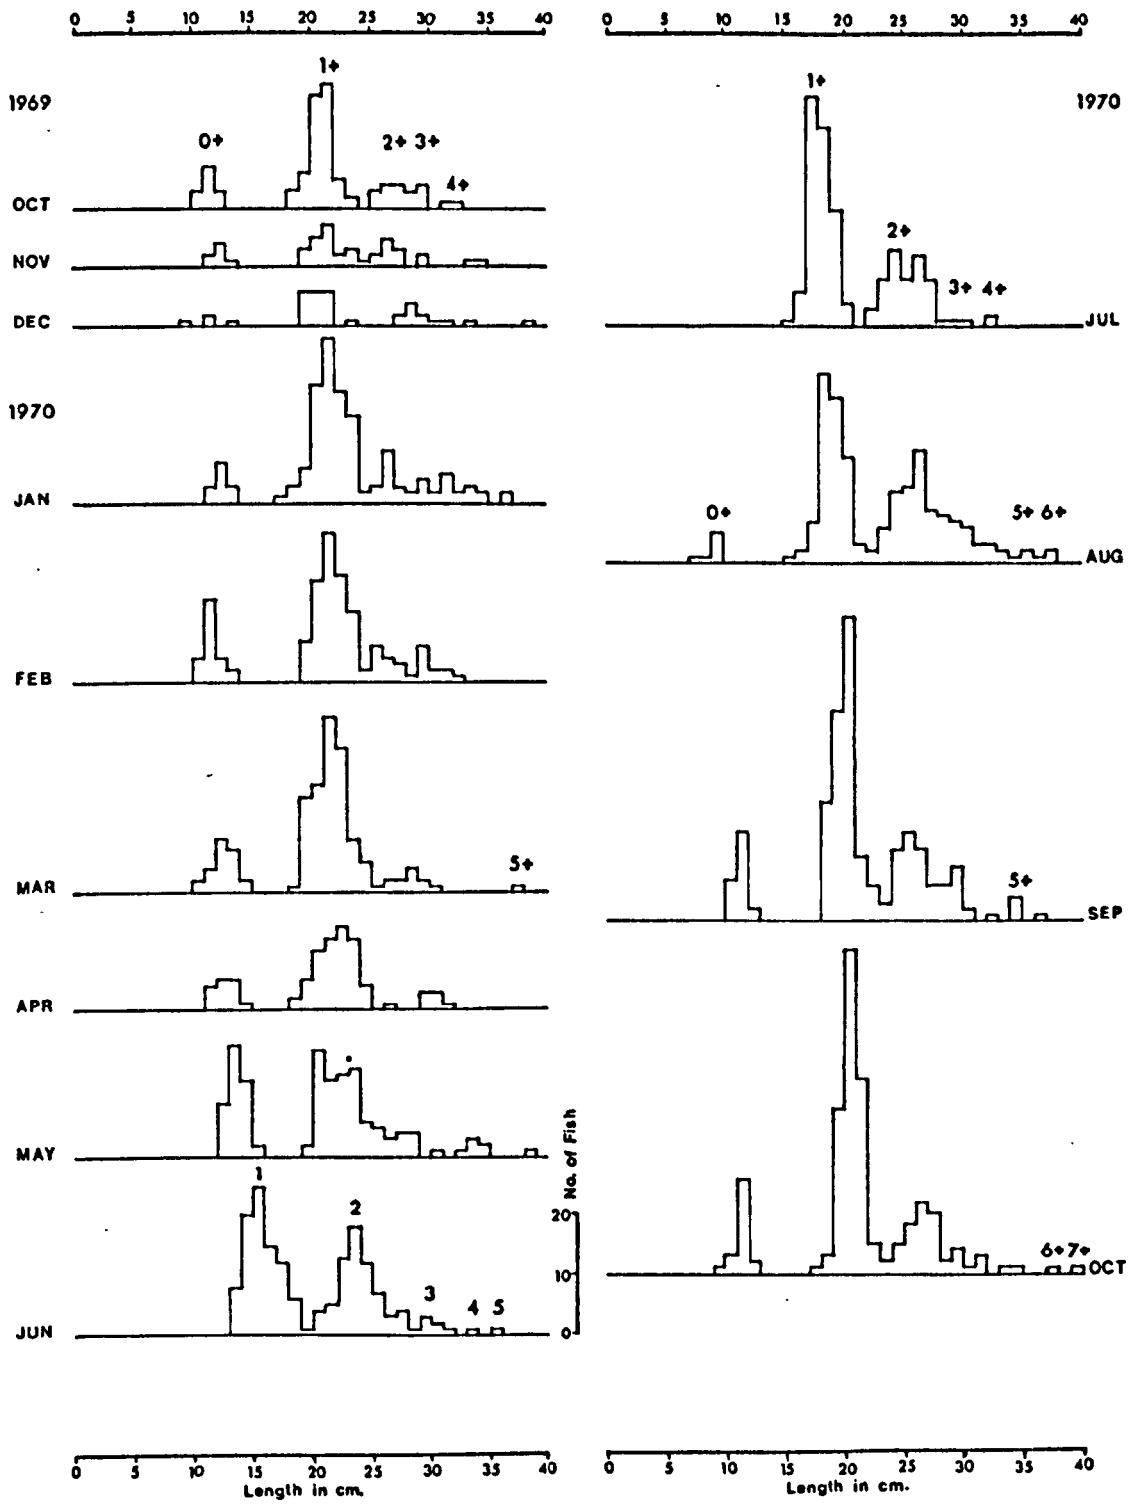 0 5 10 15 20 25 30 35 40
1969
0+ 1+ 2+ 3+ 4+
OCT
NOV
DEC
1970
JAN
FEB
5+
MAR
APR
MAY
1 2 3 4 5
JUN
No. of Fish
20
10
0
0 5 10 15 20 25 30 35 40
Length in cm.
0 5 10 15 20 25 30 35 40
1970
1+ 2+ 3+ 4+
JUL
0+ 5+ 6+
AUG
5+
SEP
6+ 7+
OCT
0 5 10 15 20 25 30 35 40
Length in cm.